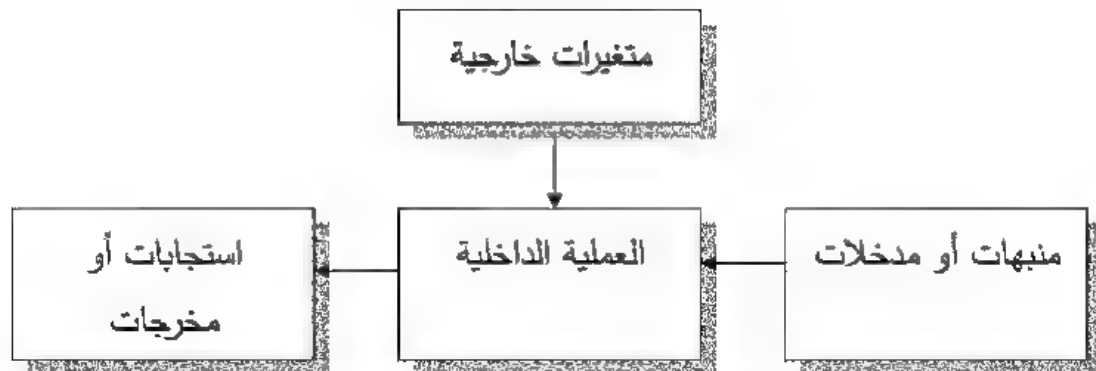 متغيرات خارجية
منبهات أو مدخلات
العملية الداخلية
استجابات أو
مخرجات